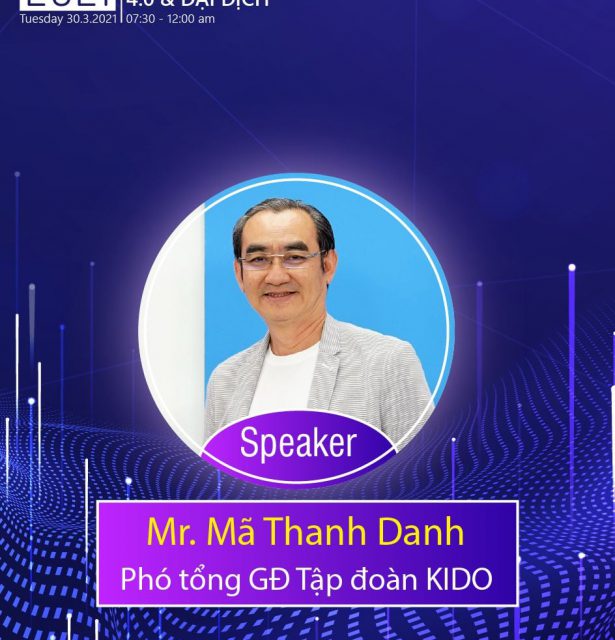 2021
4.0 & ĐẠI DỊCH
Tuesday 30.3.2021 07:30 - 12:00 am
Speaker
Mr. Mã Thanh Danh
Phó tổng GĐ Tập đoàn KIDO